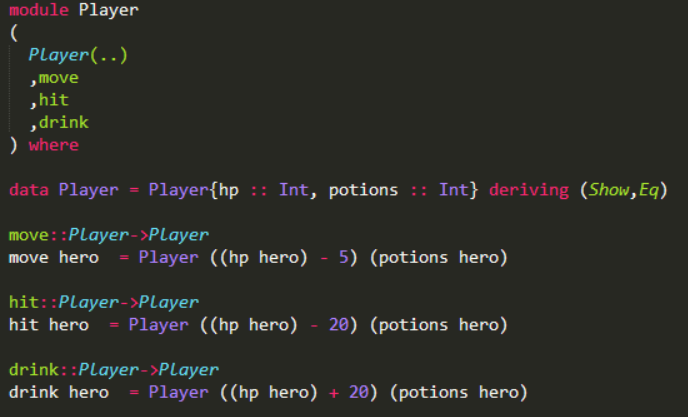 module Player
(
  Player(..)
  ,move
  ,hit
  ,drink
) where
data Player = Player{hp :: Int, potions :: Int} deriving (Show,Eq)
move::Player->Player
move hero  = Player ((hp hero) - 5) (potions hero)
hit::Player->Player
hit hero  = Player ((hp hero) - 20) (potions hero)
drink::Player->Player
drink hero  = Player ((hp hero) + 20) (potions hero)